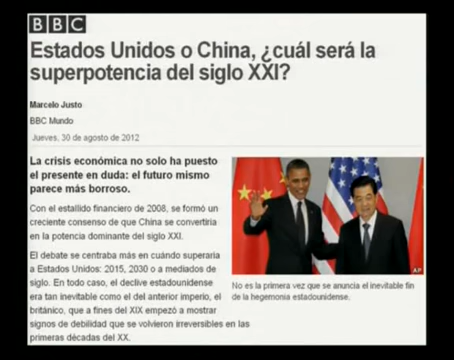 BBC
Estados Unidos o China, ¿cuál será la
superpotencia del siglo XXI?
Marcelo Justo
BBC Mundo
Jueves, 30 de agosto de 2012
La crisis económica no solo ha puesto
el presente en duda: el futuro mismo
parece más borroso.
Con el estallido financiero de 2008, se formó un
creciente consenso de que China se convertiría
en la potencia dominante del siglo XXI.
El debate se centraba más en cuándo superaría
a Estados Unidos: 2015, 2030 o a mediados de
siglo. En todo caso, el declive estadounidense
era tan inevitable como el del anterior imperio, el
británico, que a fines del XIX empezó a mostrar
signos de debilidad que se volvieron irreversibles en las
primeras décadas del XX.
AP
No es la primera vez que se anuncia el inevitable fin
de la hegemonía estadounidense.